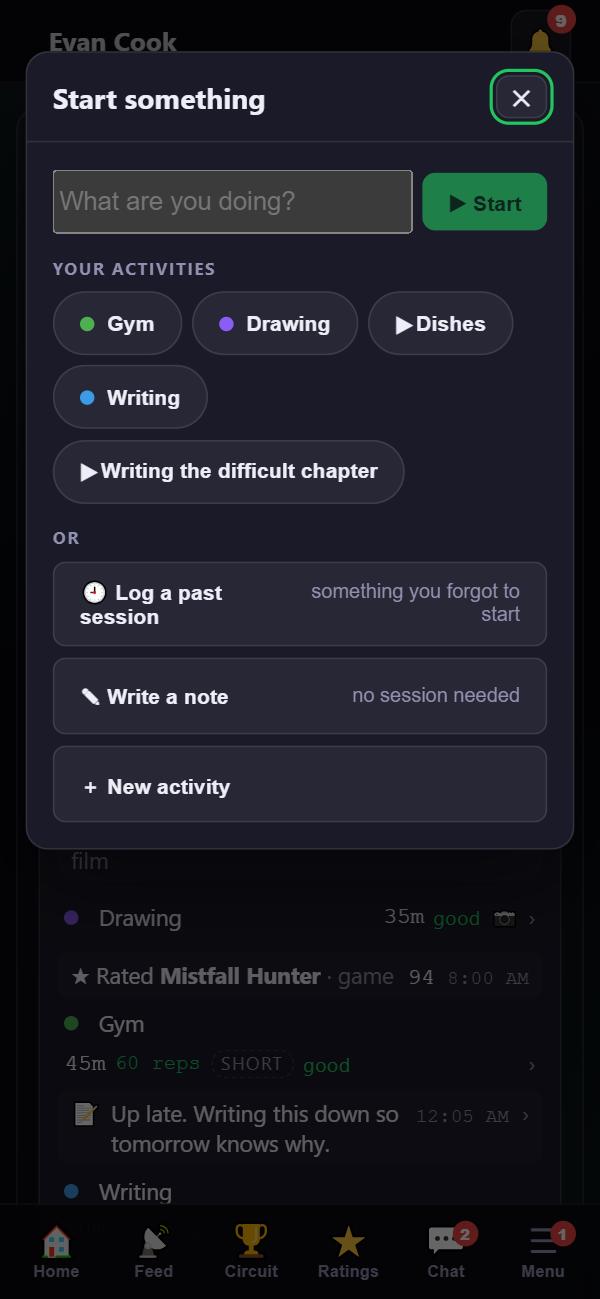 Evan Cook
9
Start something
What are you doing?
▶ Start
YOUR ACTIVITIES
Gym
Drawing
▶Dishes
Writing
▶Writing the difficult chapter
OR
🕘 Log a past session
something you forgot to start
✎ Write a note
no session needed
+ New activity
film
Drawing 35m good 📷 ›
★ Rated Mistfall Hunter · game 94 8:00 AM
Gym
45m 60 reps SHORT good ›
📝 Up late. Writing this down so 12:05 AM ›
tomorrow knows why.
Writing
2
1
Home Feed Circuit Ratings Chat Menu